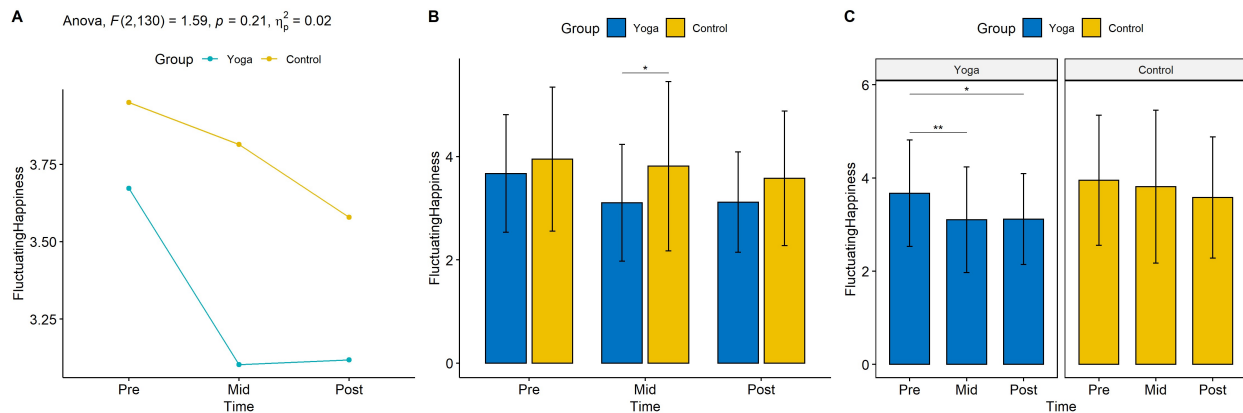 A
Anova, F(2,130) = 1.59, p = 0.21, η²ₚ = 0.02
Group Yoga Control
FluctuatingHappiness
3.75
3.50
3.25
Pre Mid Post
Time
B
Group Yoga Control
FluctuatingHappiness
*
4
2
0
Pre Mid Post
Time
C
Group Yoga Control
Yoga Control
FluctuatingHappiness
6
*
**
4
2
0
Pre Mid Post Pre Mid Post
Time